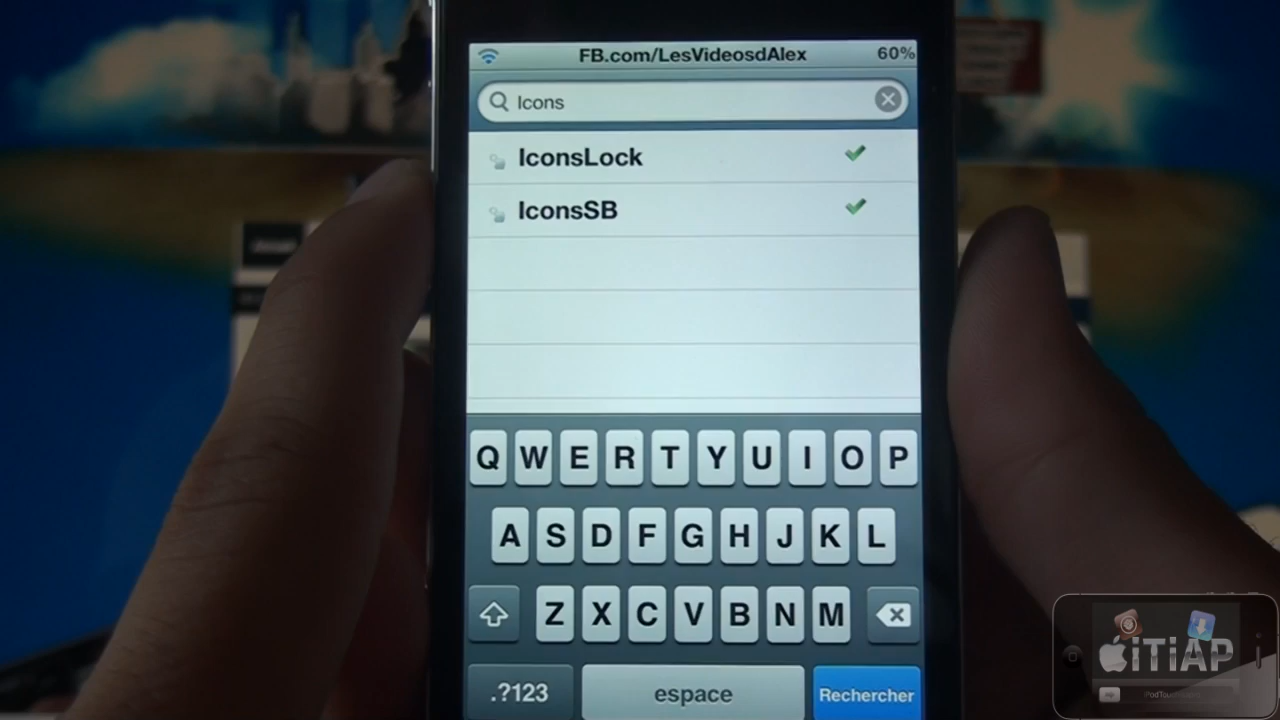 FB.com/LesVideosdAlex 60%
Icons
IconsLock
IconsSB
Q W E R T Y U I O P
A S D F G H J K L
Z X C V B N M
.?123 espace Rechercher
iTiAP